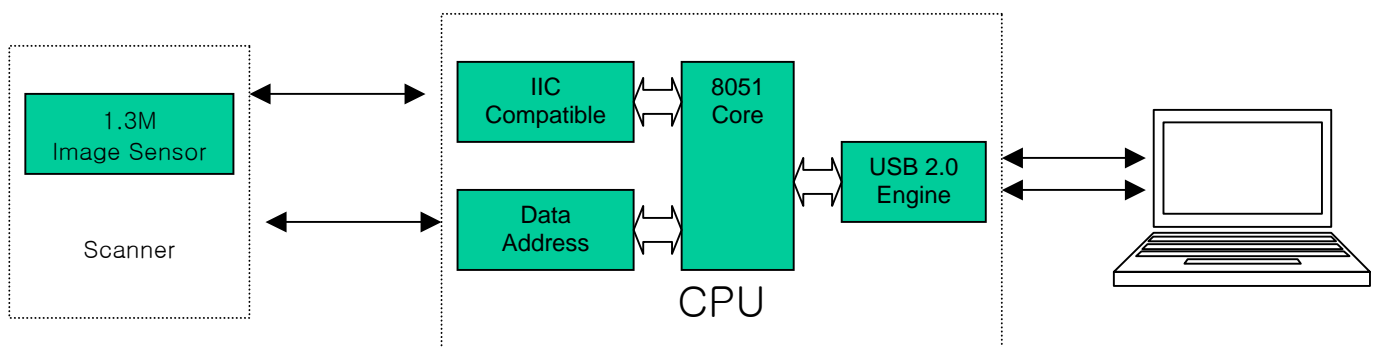 1.3M
Image Sensor
Scanner
IIC
Compatible
Data
Address
8051
Core
CPU
USB 2.0
Engine